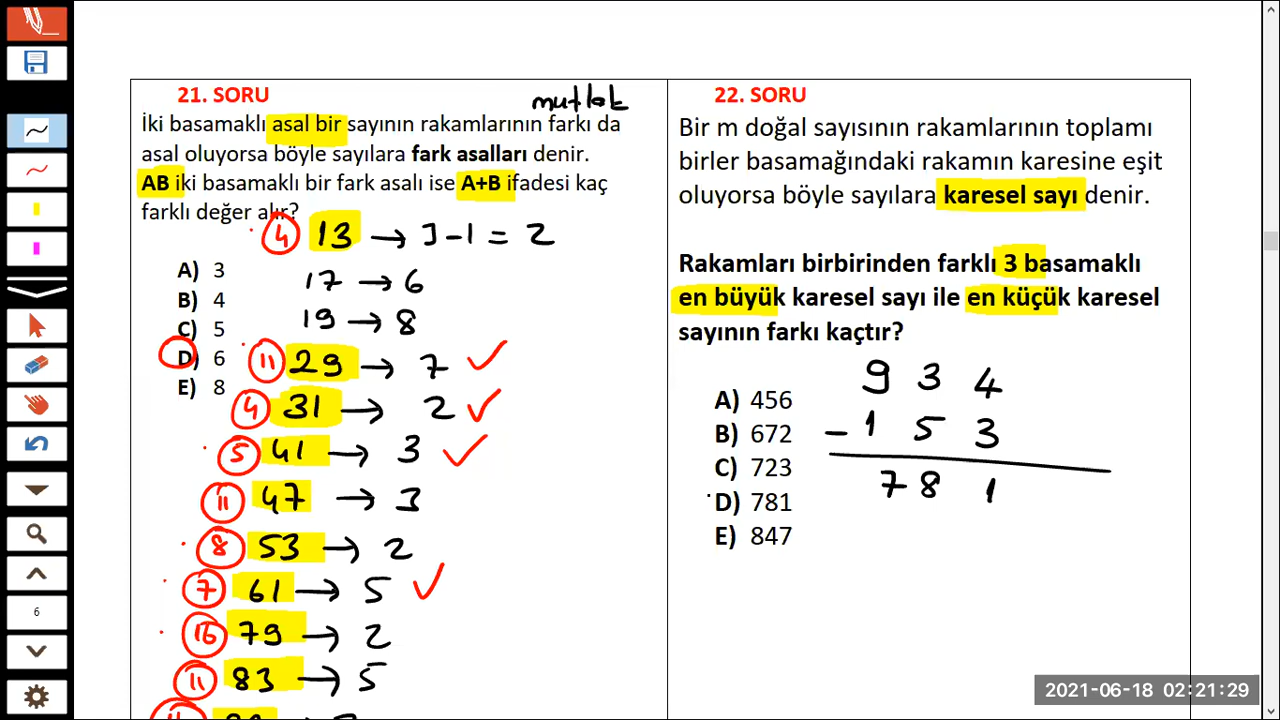 21. SORU
mutlak
İki basamaklı asal bir sayının rakamlarının farkı da
asal oluyorsa böyle sayılara fark asalları denir.
AB iki basamaklı bir fark asalı ise A+B ifadesi kaç
farklı değer alır?
A) 3
B) 4
C) 5
D) 6
E) 8
4 13 → 3-1 = 2
17 → 6
19 → 8
11 29 → 7 ✓
4 31 → 2 ✓
5 41 → 3 ✓
11 47 → 3
8 53 → 2
7 61 → 5 ✓
16 79 → 2
11 83 → 5
22. SORU
Bir m doğal sayısının rakamlarının toplamı
birler basamağındaki rakamın karesine eşit
oluyorsa böyle sayılara karesel sayı denir.
Rakamları birbirinden farklı 3 basamaklı
en büyük karesel sayı ile en küçük karesel
sayının farkı kaçtır?
A) 456
B) 672
C) 723
D) 781
E) 847
9 3 4
- 1 5 3
7 8 1
6
2021-06-18 02:21:29